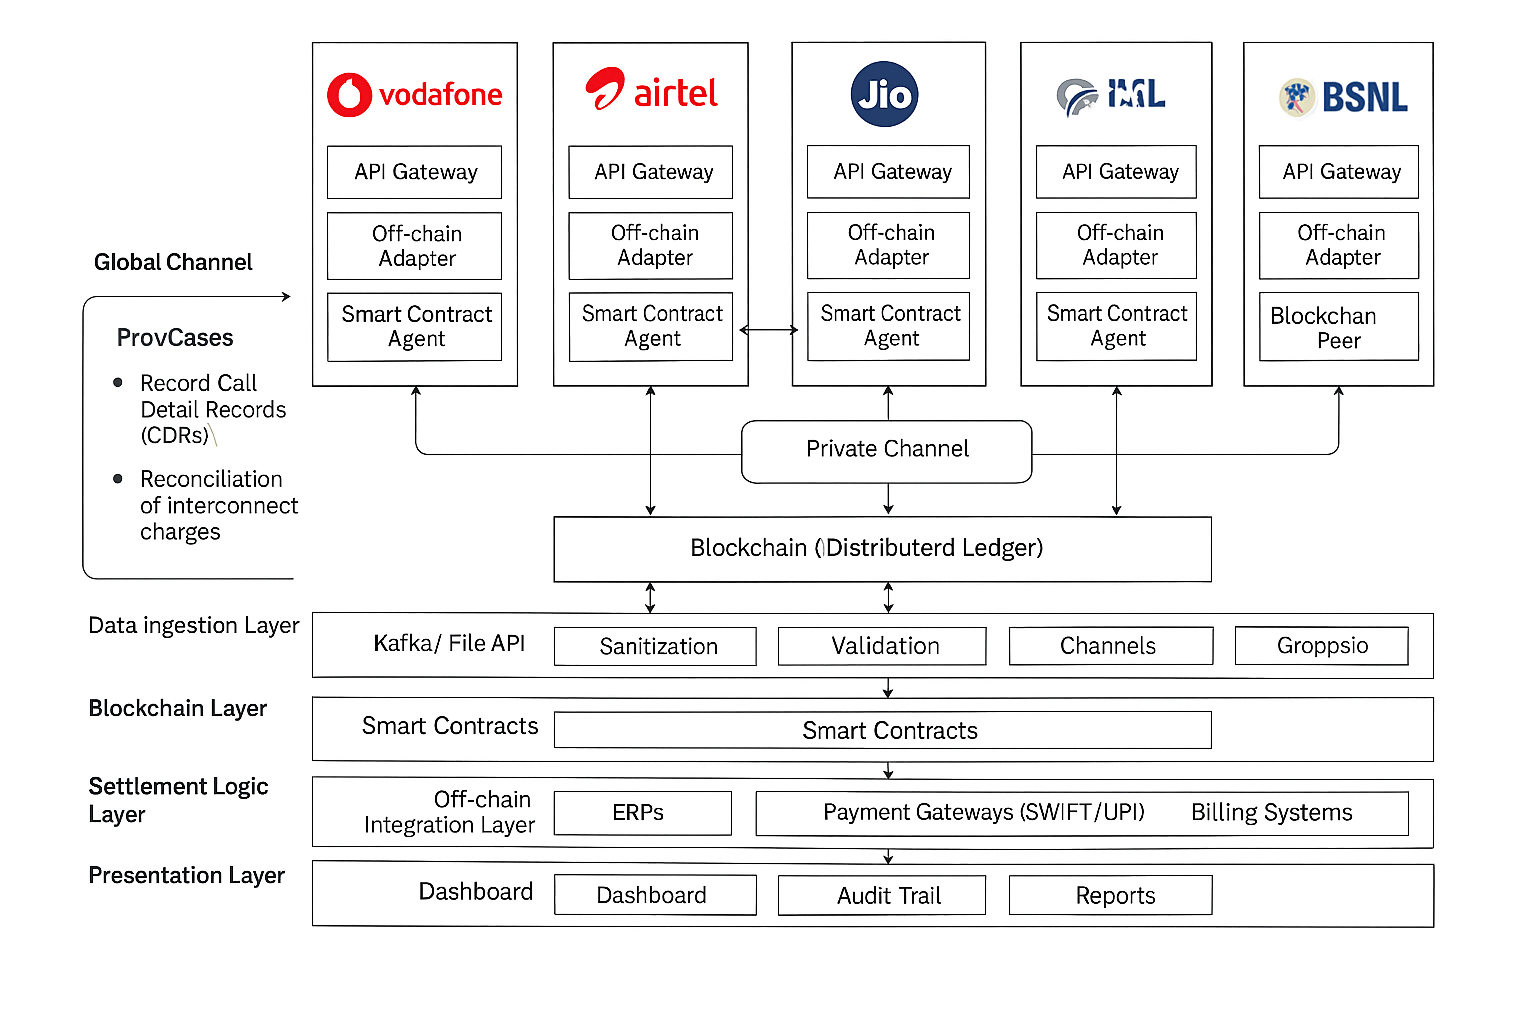 vodafone
airtel
Jio
BSNL
API Gateway
API Gateway
API Gateway
API Gateway
API Gateway
Off-chain
Adapter
Off-chain
Adapter
Off-chain
Adapter
Off-chain
Adapter
Off-chain
Adapter
Smart Contract
Agent
Smart Contract
Agent
Smart Contract
Agent
Smart Contract
Agent
Blockchan
Peer
Global Channel
ProvCases
• Record Call
Detail Records
(CDRs)\
• Reconciliation
of interconnect
charges
Private Channel
Blockchain (Distributerd Ledger)
Data ingestion Layer
Kafka/ File API
Sanitization
Validation
Channels
Groppsio
Blockchain Layer
Smart Contracts
Smart Contracts
Settlement Logic
Layer
Off-chain
Integration Layer
ERPs
Payment Gateways (SWIFT/UPI)
Billing Systems
Presentation Layer
Dashboard
Dashboard
Audit Trail
Reports